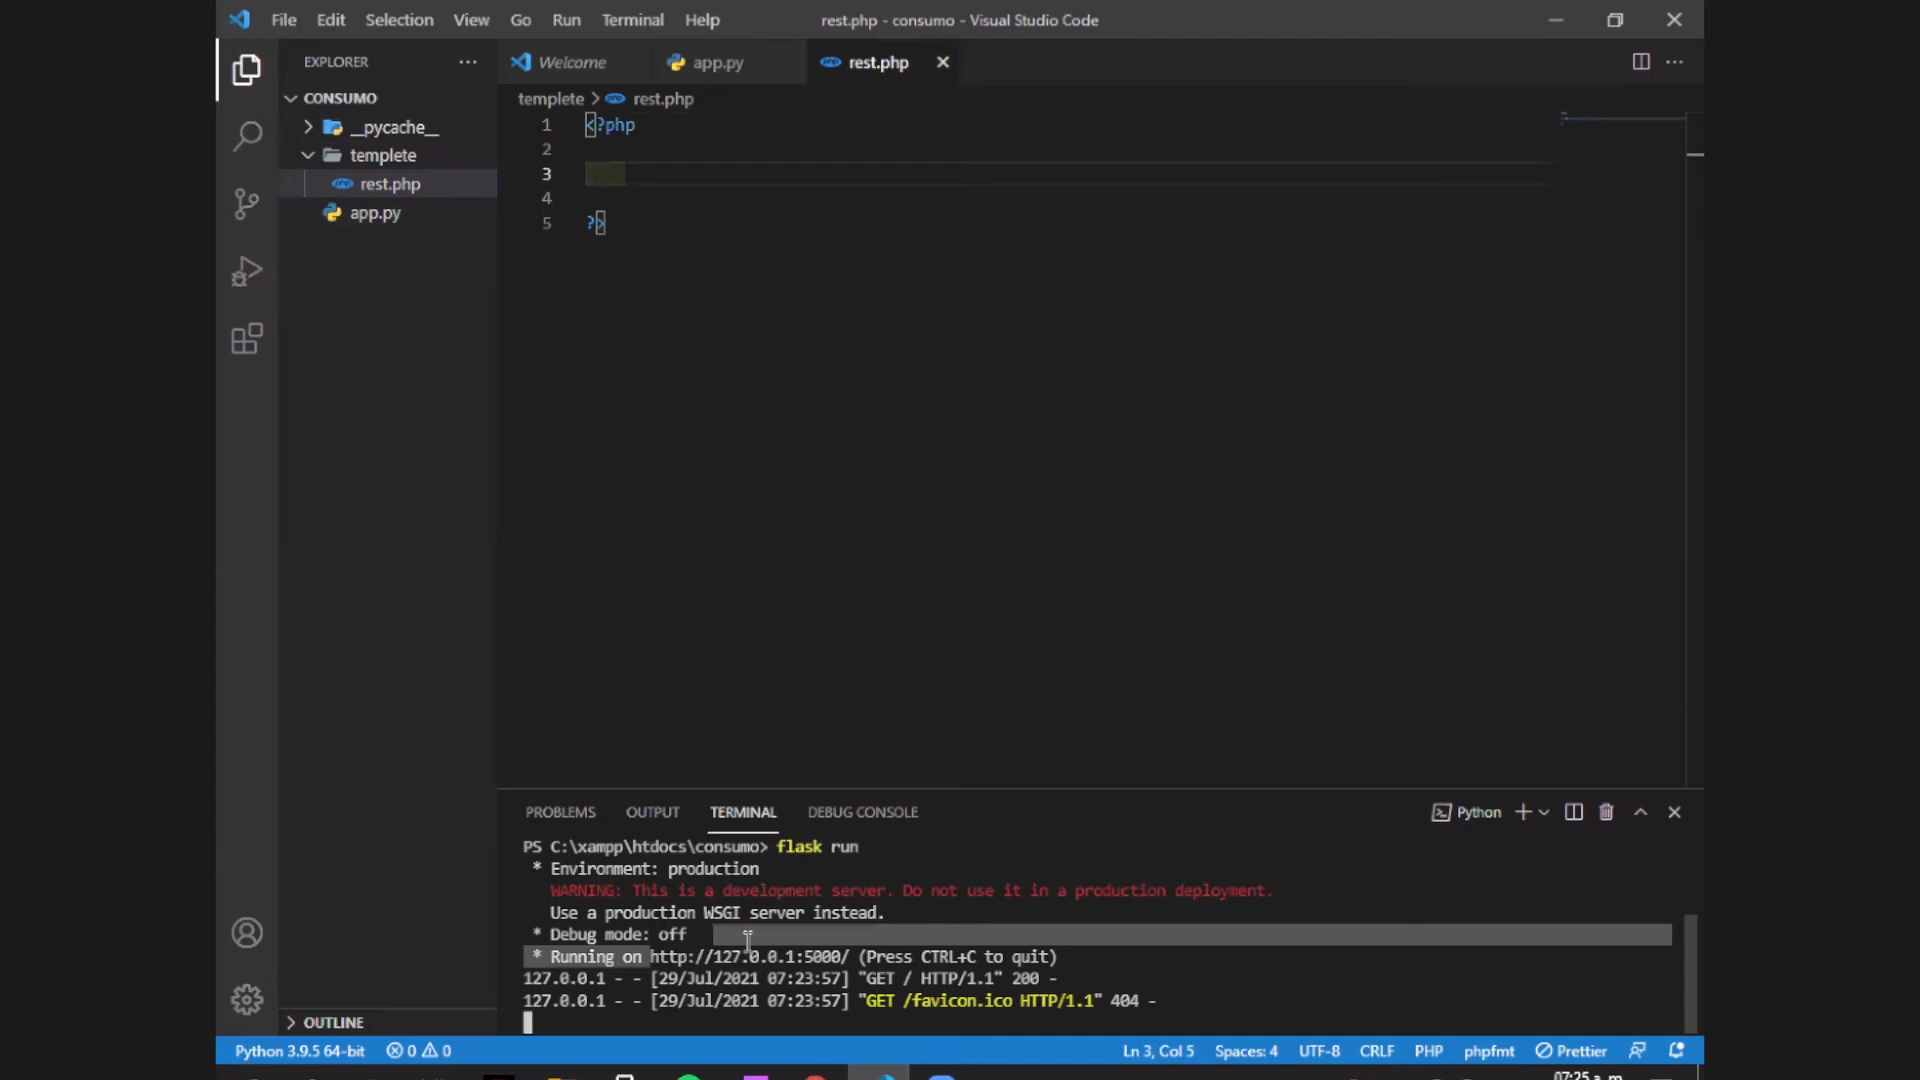 File Edit Selection View Go Run Terminal Help rest.php - consumo - Visual Studio Code
EXPLORER
Welcome app.py rest.php
CONSUMO
templete > rest.php
__pycache__
templete
rest.php
app.py
1 <?php
2
3
4
5 ?>
PROBLEMS OUTPUT TERMINAL DEBUG CONSOLE Python
PS C:\xampp\htdocs\consumo> flask run
* Environment: production
WARNING: This is a development server. Do not use it in a production deployment.
Use a production WSGI server instead.
* Debug mode: off
* Running on http://127.0.0.1:5000/ (Press CTRL+C to quit)
127.0.0.1 - - [29/Jul/2021 07:23:57] "GET / HTTP/1.1" 200 -
127.0.0.1 - - [29/Jul/2021 07:23:57] "GET /favicon.ico HTTP/1.1" 404 -
OUTLINE
Python 3.9.5 64-bit 0 0 Ln 3, Col 5 Spaces: 4 UTF-8 CRLF PHP phpfmt Prettier
07:25 a. m.